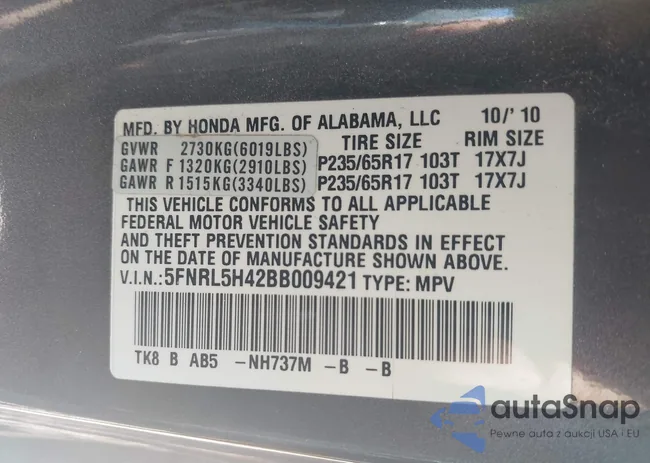 MFD. BY HONDA MFG. OF ALABAMA, LLC 10/'10
GVWR 2730KG(6019LBS) TIRE SIZE RIM SIZE
GAWR F 1320KG(2910LBS) P235/65R17 103T 17X7J
GAWR R 1515KG(3340LBS) P235/65R17 103T 17X7J
THIS VEHICLE CONFORMS TO ALL APPLICABLE
FEDERAL MOTOR VEHICLE SAFETY
AND THEFT PREVENTION STANDARDS IN EFFECT
ON THE DATE OF MANUFACTURE SHOWN ABOVE.
V.I.N.:5FNRL5H42BB009421 TYPE: MPV
TK8 B AB5 -NH737M -B -B
autoSnap
Pewne auta z aukcji USA i EU